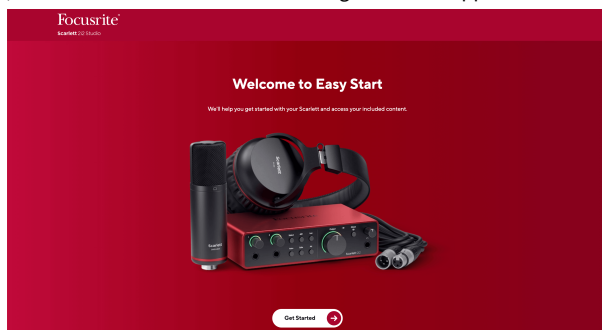 Focusrite
Scarlett 2i2 Studio
Welcome to Easy Start
We'll help you get started with your Scarlett and access your included content.
Scarlett
Get Started